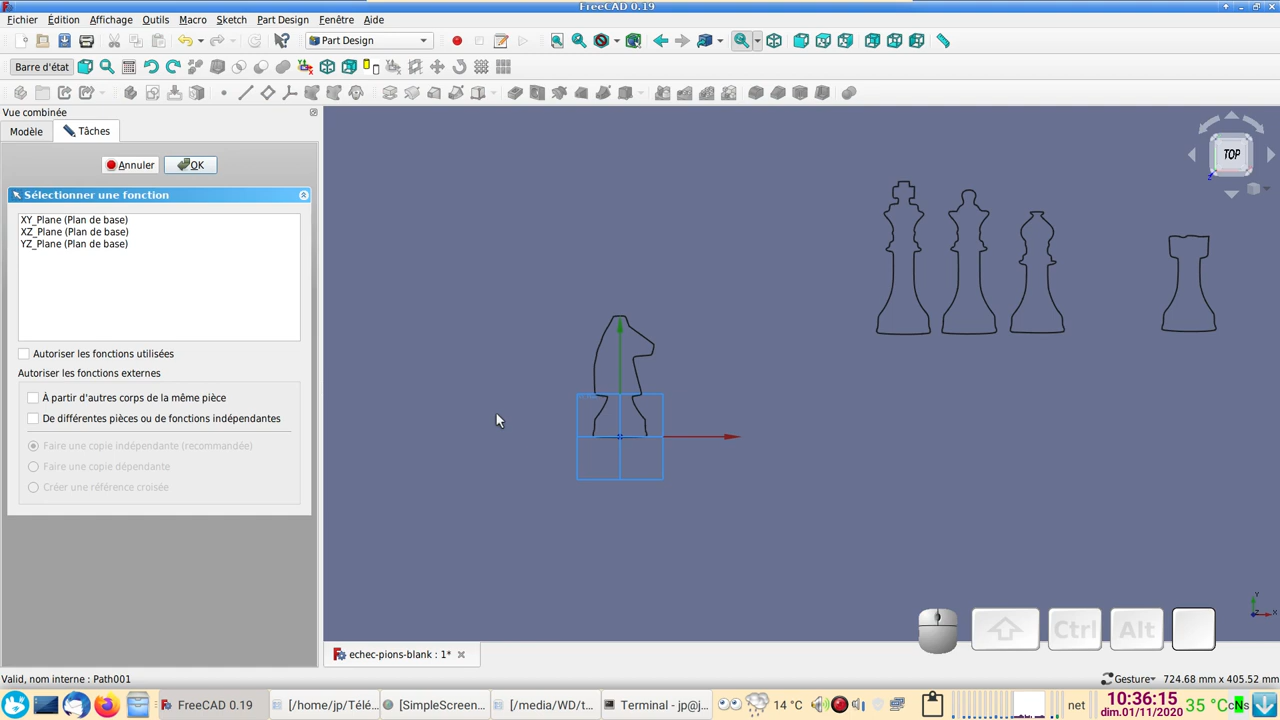 FreeCAD 0.19
Fichier Édition Affichage Outils Macro Sketch Part Design Fenêtre Aide
Part Design
Barre d'état
Vue combinée
Modèle Tâches
Annuler OK
Sélectionner une fonction
XY_Plane (Plan de base)
XZ_Plane (Plan de base)
YZ_Plane (Plan de base)
Autoriser les fonctions utilisées
Autoriser les fonctions externes
À partir d'autres corps de la même pièce
De différentes pièces ou de fonctions indépendantes
Faire une copie indépendante (recommandée)
Faire une copie dépendante
Créer une référence croisée
TOP
Y
X
Z
Ctrl Alt
echec-pions-blank : 1*
Valid, nom interne : Path001
Gesture 724.68 mm x 405.52 mm
FreeCAD 0.19
[/home/jp/Télé...
[SimpleScreen...
[/media/WD/t...
Terminal - jp@j...
14 °C
net
10:36:15
dim.01/11/2020
35 °C